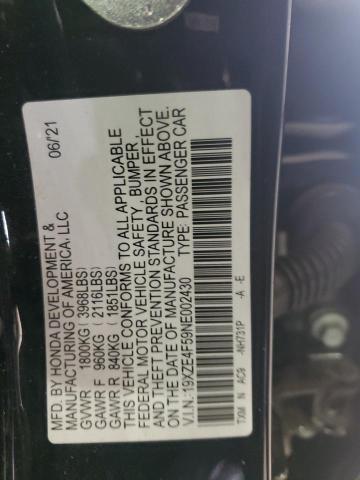 MFD. BY HONDA DEVELOPMENT &
MANUFACTURING OF AMERICA, LLC 06/'21
GVWR 1800KG (3968LBS)
GAWR F 960KG (2116LBS)
GAWR R 840KG (1851LBS)
THIS VEHICLE CONFORMS TO ALL APPLICABLE
FEDERAL MOTOR VEHICLE SAFETY, BUMPER,
AND THEFT PREVENTION STANDARDS IN EFFECT
ON THE DATE OF MANUFACTURE SHOWN ABOVE.
V.I.N.:19XZE4F59NE002430 TYPE: PASSENGER CAR
TXM N AC9 -NH731P -A -E